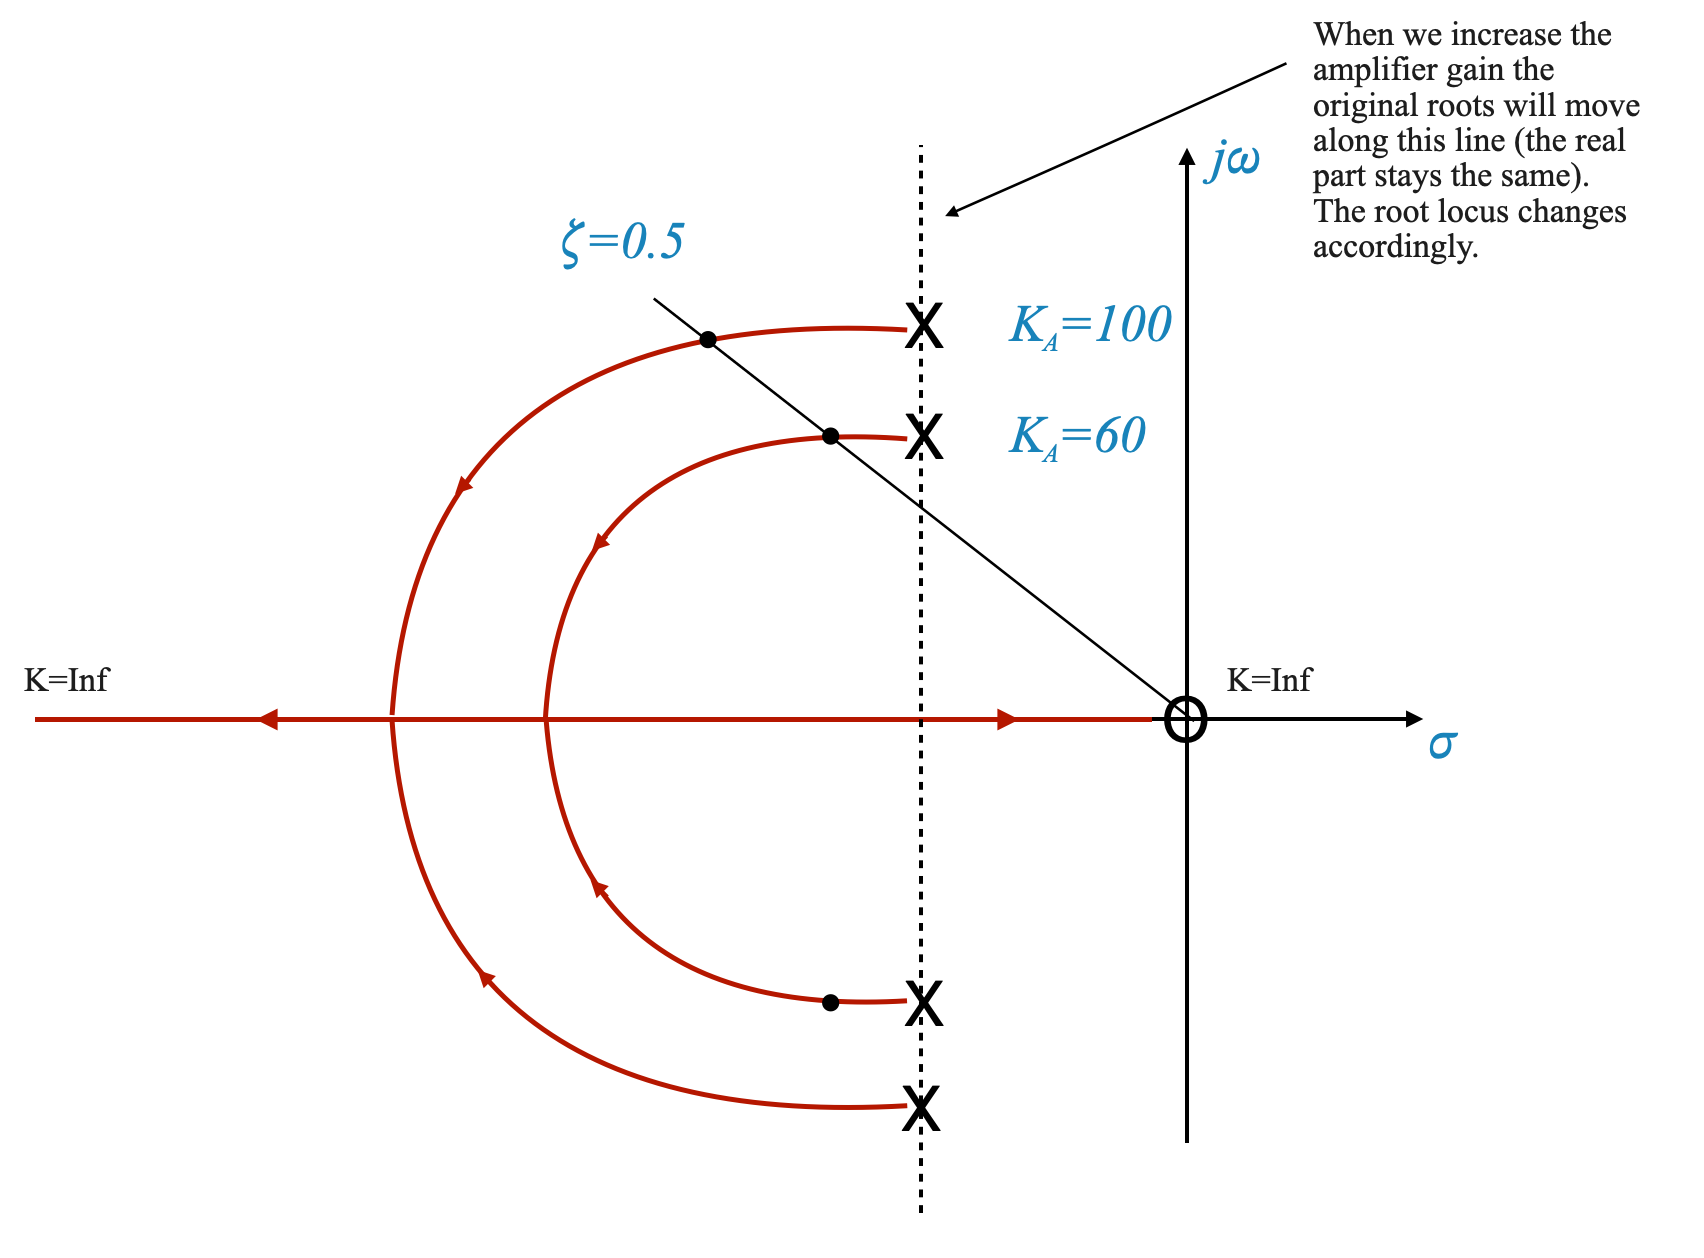 When we increase the
amplifier gain the
original roots will move
along this line (the real
part stays the same).
The root locus changes
accordingly.
jω
ζ=0.5
X
K_A=100
X
K_A=60
K=Inf
K=Inf
O
σ
X
X